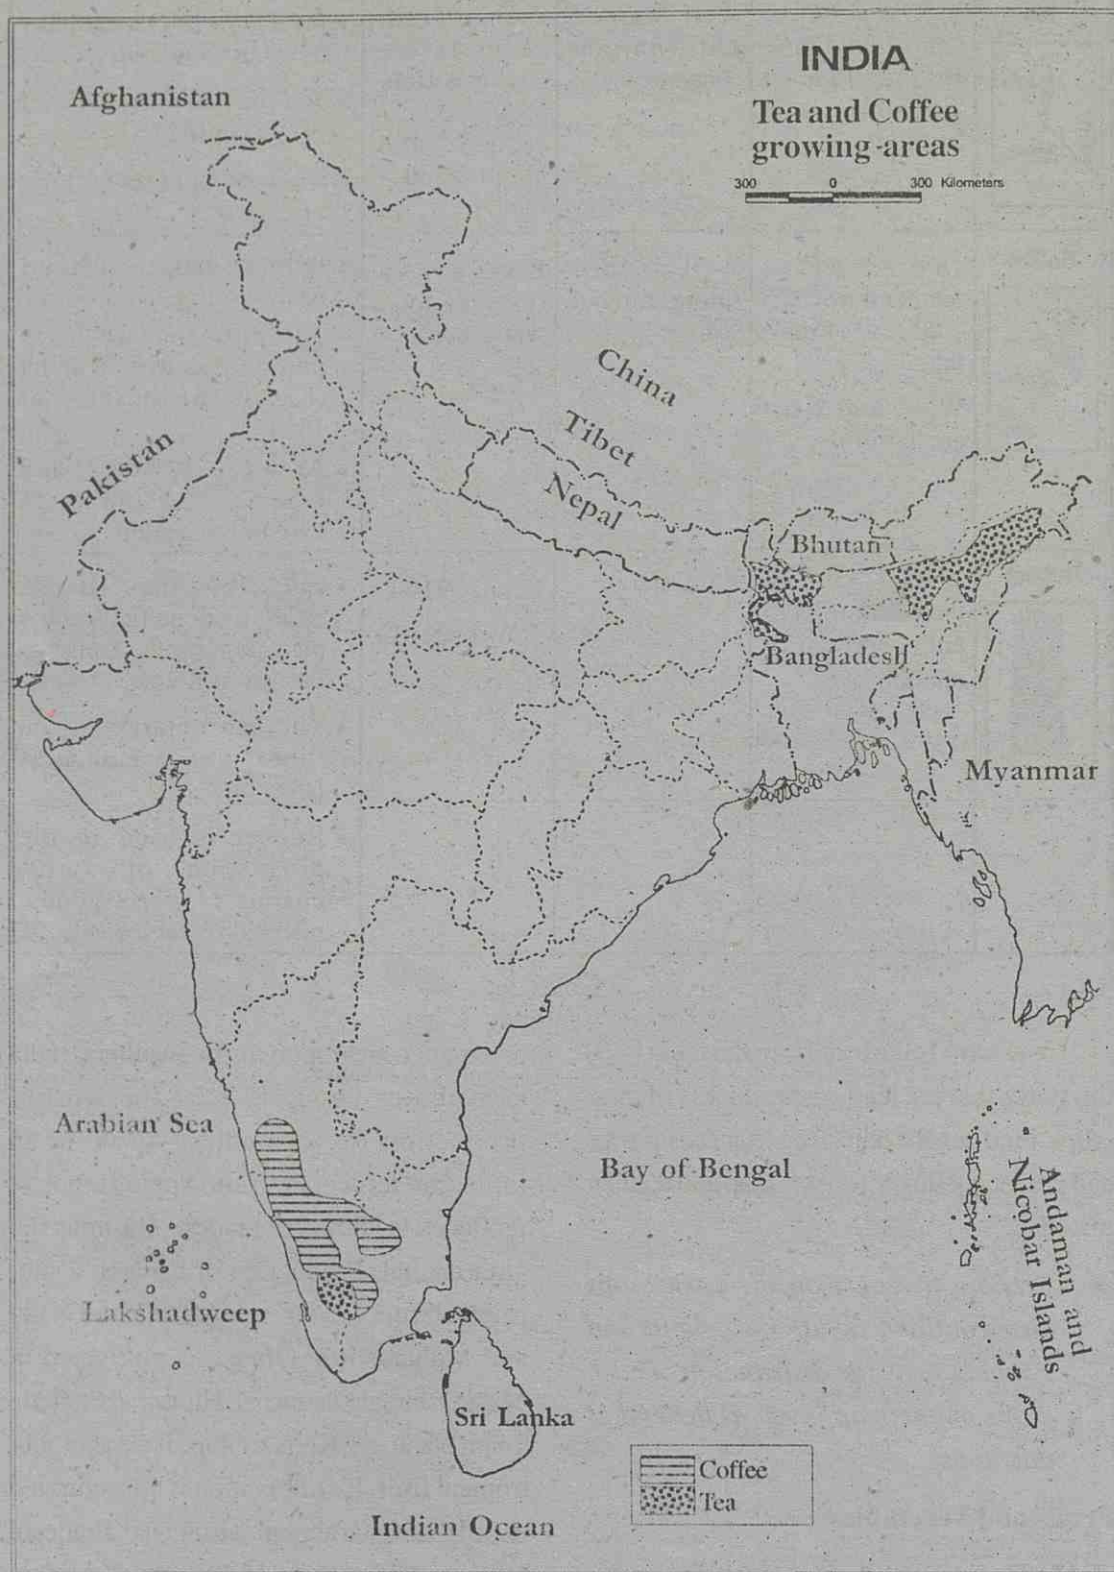 INDIA
Tea and Coffee
growing areas
300 0 300 Kilometers
Afghanistan
China
Tibet
Pakistan
Nepal
Bhutan
Bangladesh
Myanmar
Arabian Sea
Bay of Bengal
Andaman and
Nicobar Islands
Lakshadweep
Sri Lanka
Coffee
Tea
Indian Ocean